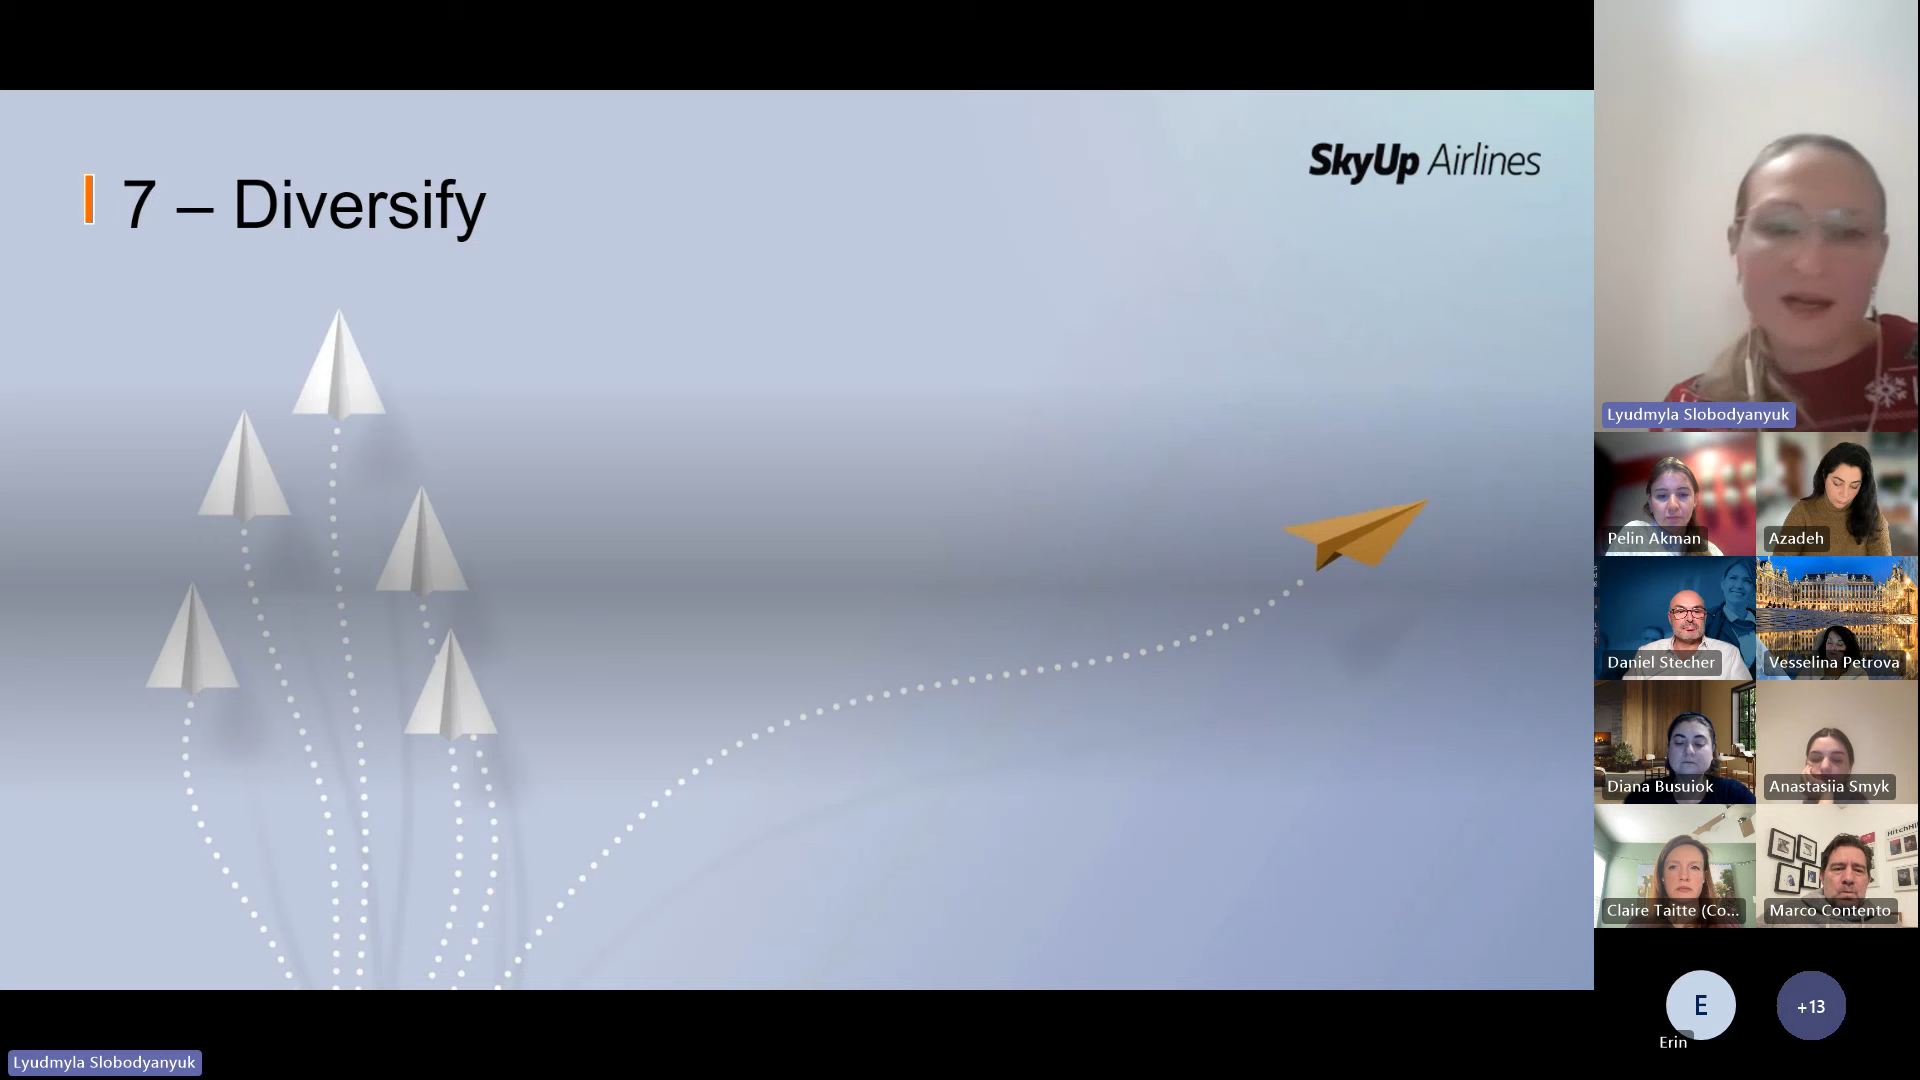 SkyUp Airlines
7 – Diversify
Lyudmyla Slobodyanyuk
Pelin Akman
Azadeh
Daniel Stecher
Vesselina Petrova
Diana Busuiok
Anastasiia Smyk
Claire Taitte (Co...
Marco Contento
E
+13
Erin
Lyudmyla Slobodyanyuk